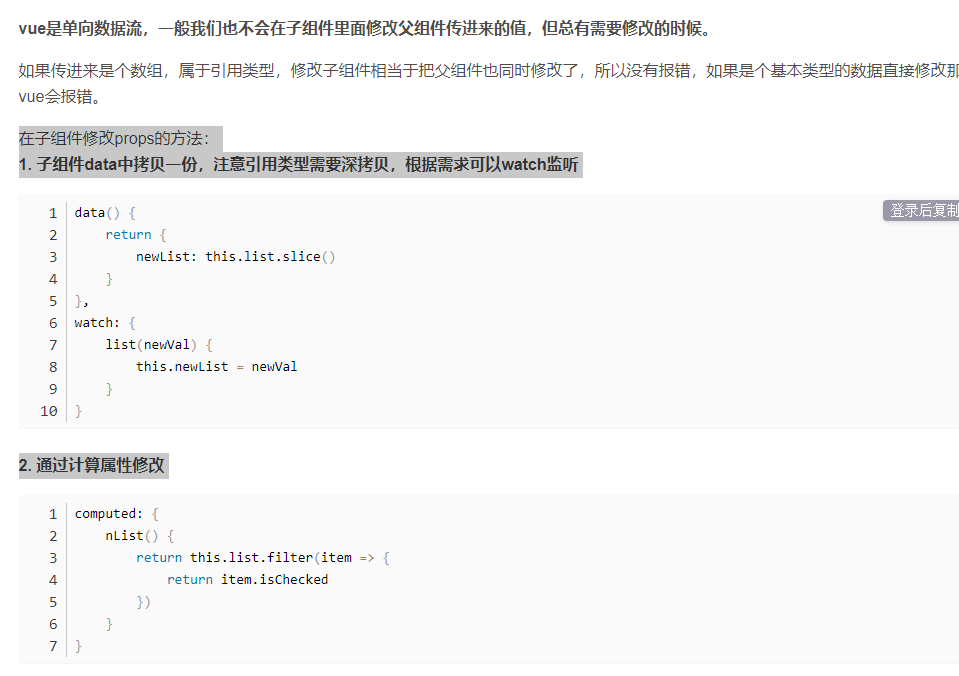 vue是单向数据流，一般我们也不会在子组件里面修改父组件传进来的值，但总有需要修改的时候。
如果传进来是个数组，属于引用类型，修改子组件相当于把父组件也同时修改了，所以没有报错，如果是个基本类型的数据直接修改那
vue会报错。
在子组件修改props的方法：
1. 子组件data中拷贝一份，注意引用类型需要深拷贝，根据需求可以watch监听
登录后复制
1 data() {
2 return {
3 newList: this.list.slice()
4 }
5 },
6 watch: {
7 list(newVal) {
8 this.newList = newVal
9 }
10 }
2. 通过计算属性修改
1 computed: {
2 nList() {
3 return this.list.filter(item => {
4 return item.isChecked
5 })
6 }
7 }